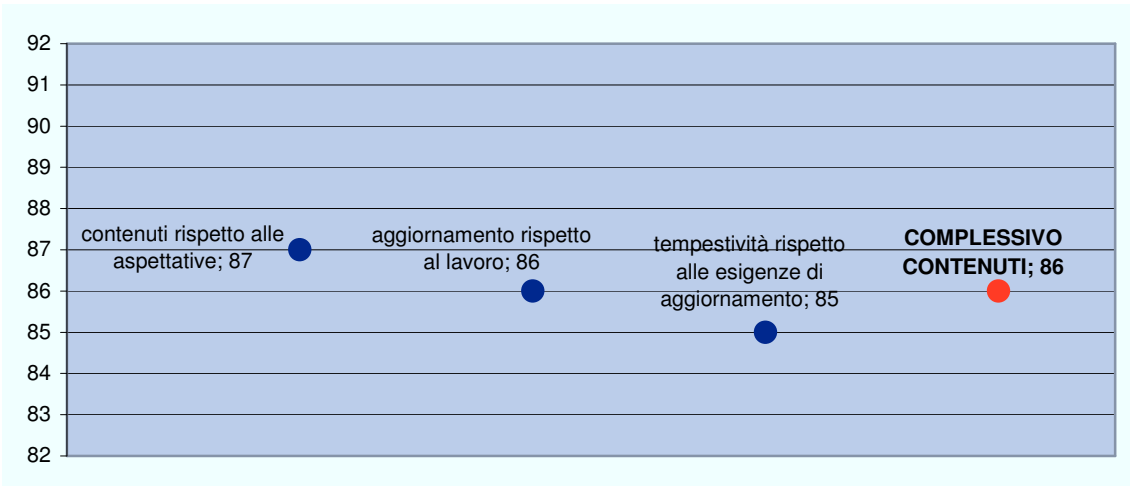 92
91
90
89
88
87
86
85
84
83
82
contenuti rispetto alle
aspettative; 87
aggiornamento rispetto
al lavoro; 86
tempestività rispetto
alle esigenze di
aggiornamento; 85
COMPLESSIVO
CONTENUTI; 86